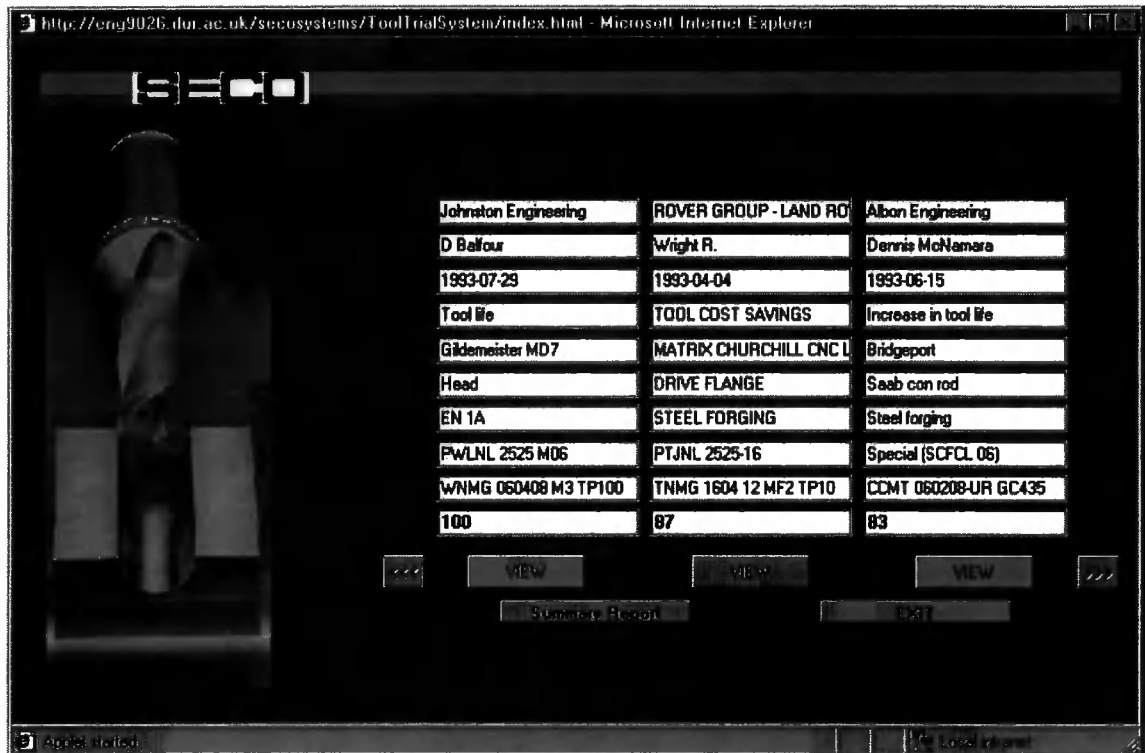 http://eng9026.dur.ac.uk/secosystems/ToolTrialSystem/index.html - Microsoft Internet Explorer
Johnston Engineering ROVER GROUP - LAND RO Albon Engineering
D Balfour Wright R. Dennis McNamara
1993-07-29 1993-04-04 1993-06-15
Tool life TOOL COST SAVINGS Increase in tool life
Gildemeister MD7 MATRIX CHURCHILL CNC L Bridgeport
Head DRIVE FLANGE Saab con rod
EN 1A STEEL FORGING Steel forging
PWLNL 2525 M06 PTJNL 2525-16 Special (SCFCL 06)
WNMG 060408 M3 TP100 TNMG 1604 12 MF2 TP10 CCMT 060208-UR GC435
100 87 83
<<< VIEW VIEW VIEW >>>
Summary Report EXIT
Applet started Local intranet